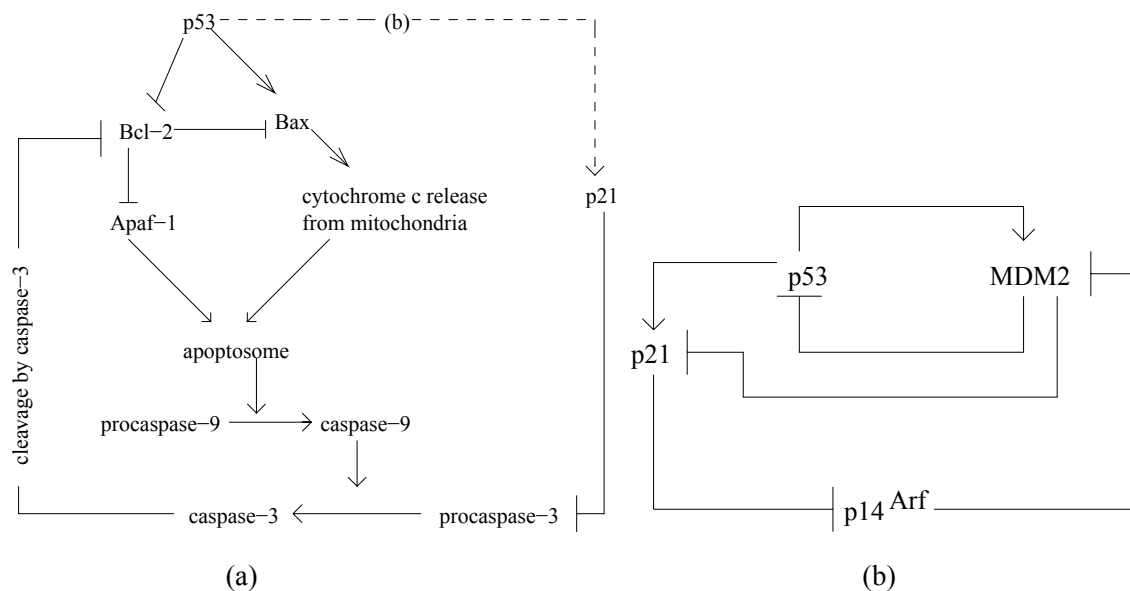 p53
(b)
Bcl−2
Bax
Apaf−1
cytochrome c release
from mitochondria
p21
cleavage by caspase−3
apoptosome
procaspase−9
caspase−9
caspase−3
procaspase−3
(a)
p53
MDM2
p21
p14 Arf
(b)